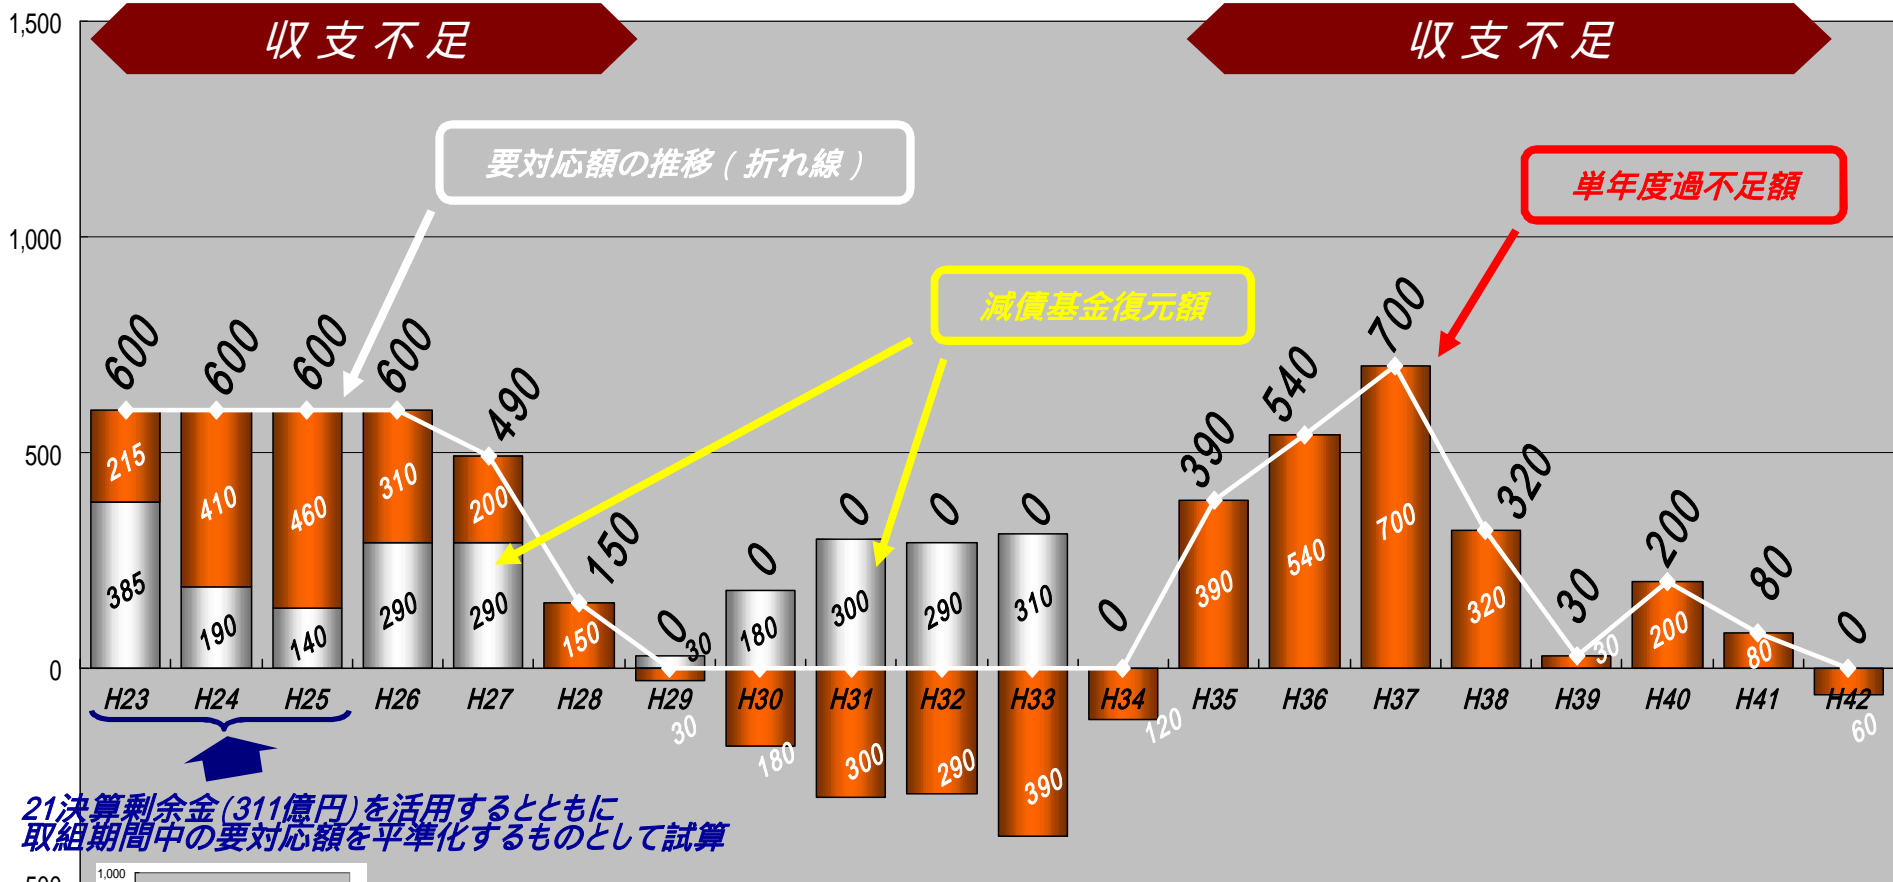 収支不足
収支不足
1,500
1,000
500
0
要対応額の推移(折れ線)
単年度過不足額
減債基金復元額
600
600
600
600
490
150
0
0
0
0
0
0
390
540
700
320
30
200
80
0
215
410
460
310
200
150
390
540
700
320
30
200
80
385
190
140
290
290
30
180
300
290
310
H23
H24
H25
H26
H27
H28
H29
H30
H31
H32
H33
H34
H35
H36
H37
H38
H39
H40
H41
H42
30
180
300
290
390
120
60
21決算剰余金(311億円)を活用するとともに
取組期間中の要対応額を平準化するものとして試算
1,000